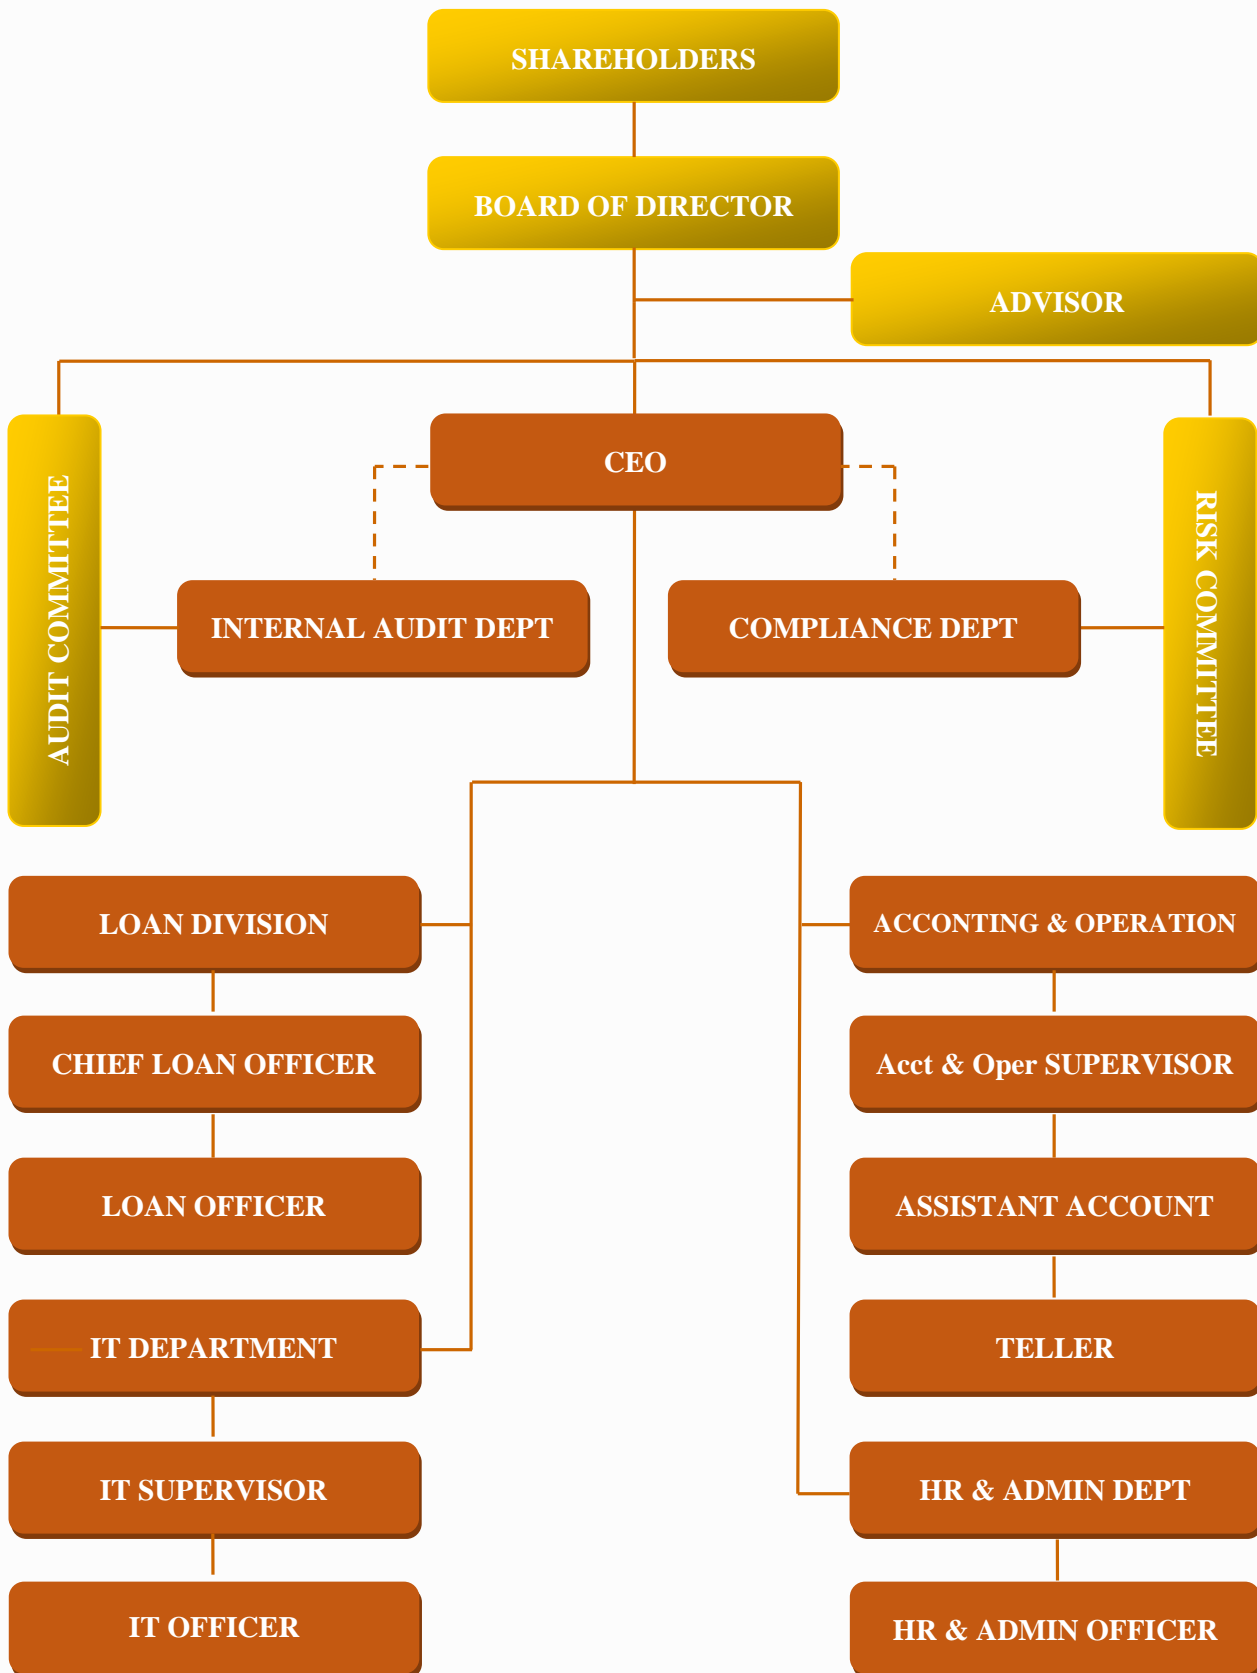 SHAREHOLDERS
BOARD OF DIRECTOR
ADVISOR
CEO
AUDIT COMMITTEE
RISK COMMITTEE
INTERNAL AUDIT DEPT
COMPLIANCE DEPT
LOAN DIVISION
ACCONTING & OPERATION
CHIEF LOAN OFFICER
Acct & Oper SUPERVISOR
LOAN OFFICER
ASSISTANT ACCOUNT
IT DEPARTMENT
TELLER
IT SUPERVISOR
HR & ADMIN DEPT
IT OFFICER
HR & ADMIN OFFICER